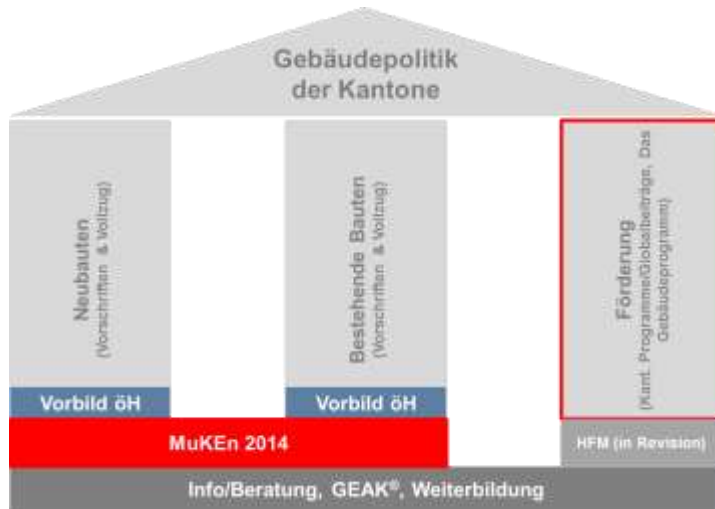 Gebäudepolitik
der Kantone
Neubauten
(Vorschriften & Vollzug)
Bestehende Bauten
(Vorschriften & Vollzug)
Förderung
(Kant. Programme/Globalbeiträge, Das
Gebäudeprogramm)
Vorbild öH
Vorbild öH
MuKEn 2014
HFM (in Revision)
Info/Beratung, GEAK®, Weiterbildung